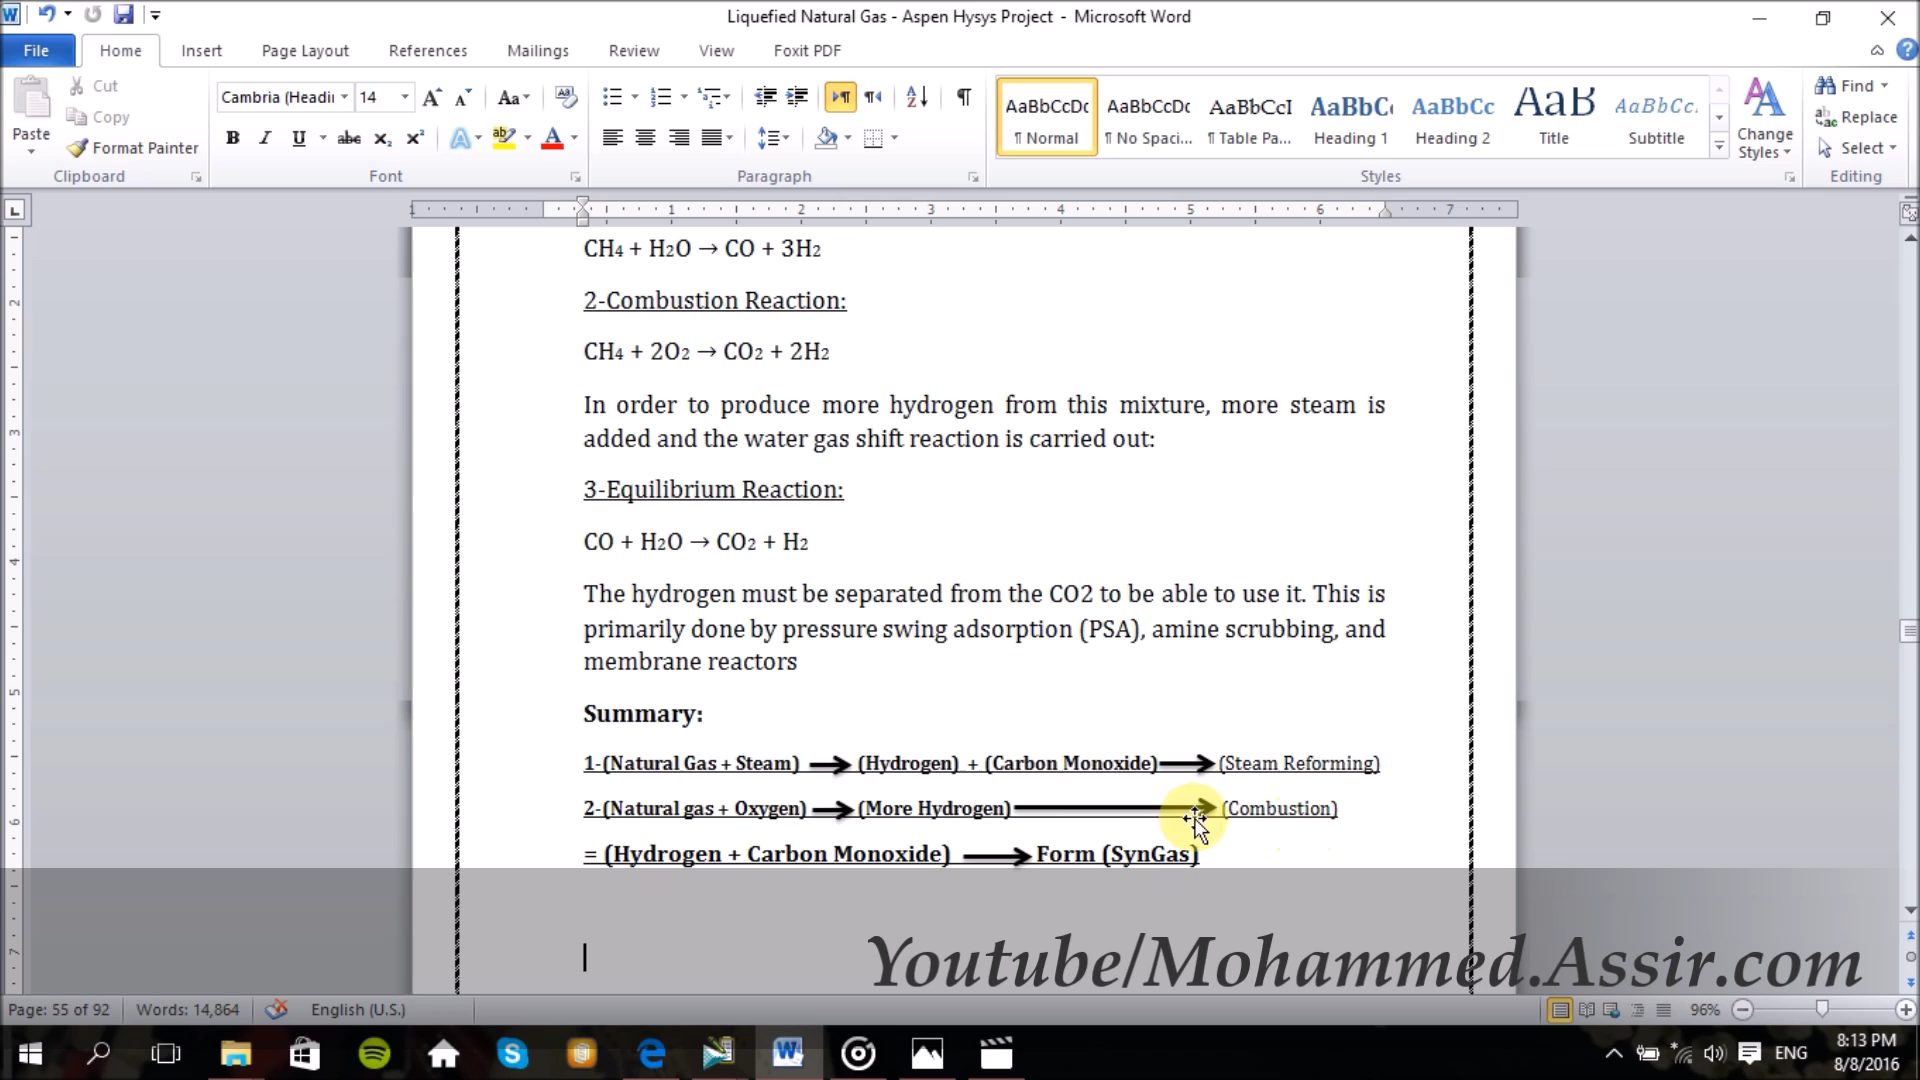 Liquefied Natural Gas - Aspen Hysys Project - Microsoft Word
File Home Insert Page Layout References Mailings Review View Foxit PDF
Paste
Cut
Copy
Format Painter
Clipboard
Cambria (Headi 14
Font
Paragraph
AaBbCcDc AaBbCcDc AaBbCcI AaBbC AaBbCc AaB AaBbCc.
¶ Normal ¶ No Spaci... ¶ Table Pa... Heading 1 Heading 2 Title Subtitle
Styles
Change
Styles
Find
Replace
Select
Editing
1 1 2 3 4 5 6 7
CH4 + H2O → CO + 3H2
2-Combustion Reaction:
CH4 + 2O2 → CO2 + 2H2
In order to produce more hydrogen from this mixture, more steam is
added and the water gas shift reaction is carried out:
3-Equilibrium Reaction:
CO + H2O → CO2 + H2
The hydrogen must be separated from the CO2 to be able to use it. This is
primarily done by pressure swing adsorption (PSA), amine scrubbing, and
membrane reactors
Summary:
1-(Natural Gas + Steam) → (Hydrogen) + (Carbon Monoxide) → (Steam Reforming)
2-(Natural gas + Oxygen) → (More Hydrogen) → (Combustion)
= (Hydrogen + Carbon Monoxide) → Form (SynGas)
Youtube/Mohammed.Assir.com
Page: 55 of 92 Words: 14,864 English (U.S.) 96%
ENG
8:13 PM
8/8/2016